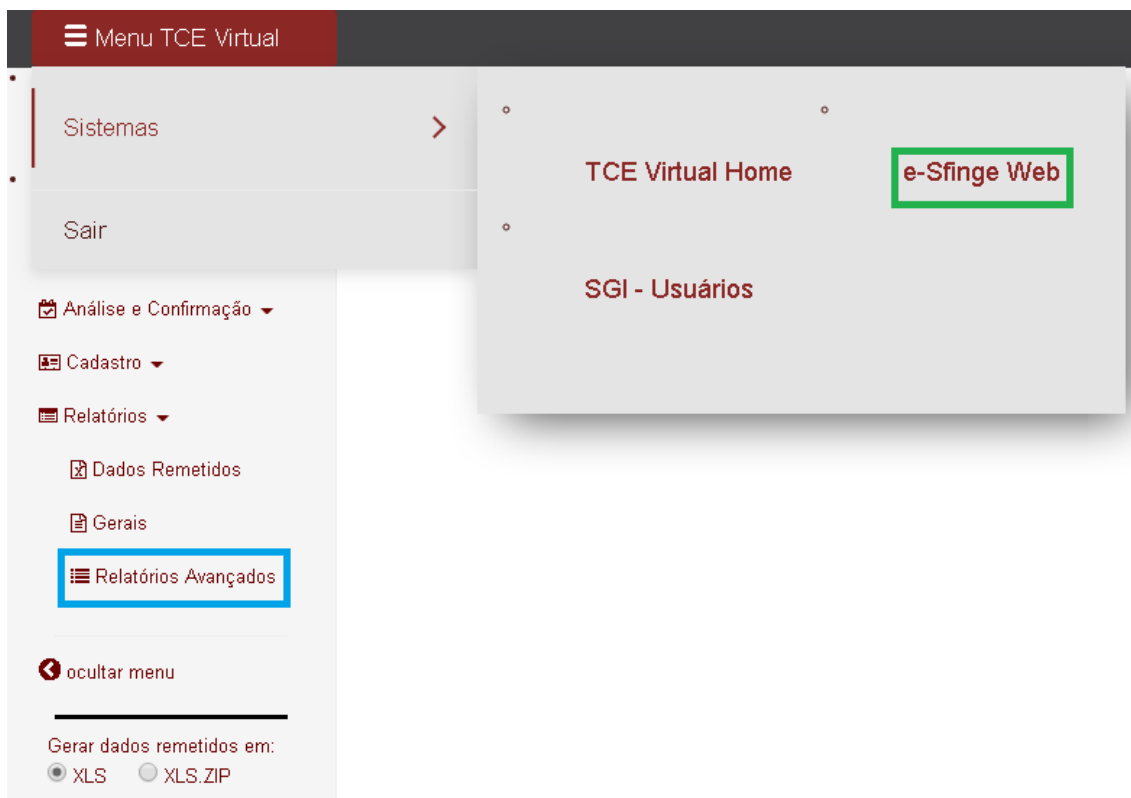 Menu TCE Virtual
Sistemas
Sair
TCE Virtual Home
e-Sfinge Web
SGI - Usuários
Análise e Confirmação
Cadastro
Relatórios
Dados Remetidos
Gerais
Relatórios Avançados
ocultar menu
Gerar dados remetidos em:
XLS XLS.ZIP